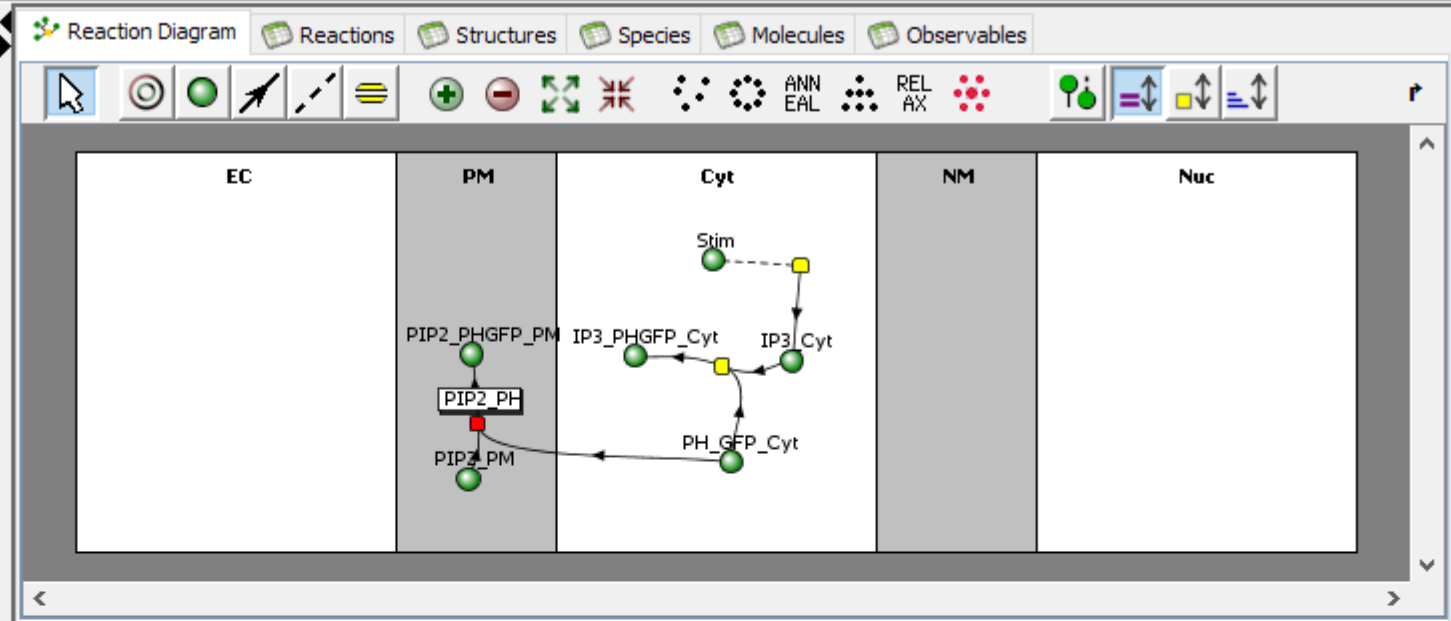 Reaction Diagram Reactions Structures Species Molecules Observables
ANN EAL REL AX
EC PM Cyt NM Nuc
Stim
PIP2_PHGFP_PM IP3_PHGFP_Cyt IP3_Cyt
PIP2_PH
PH_GFP_Cyt
PIP2_PM